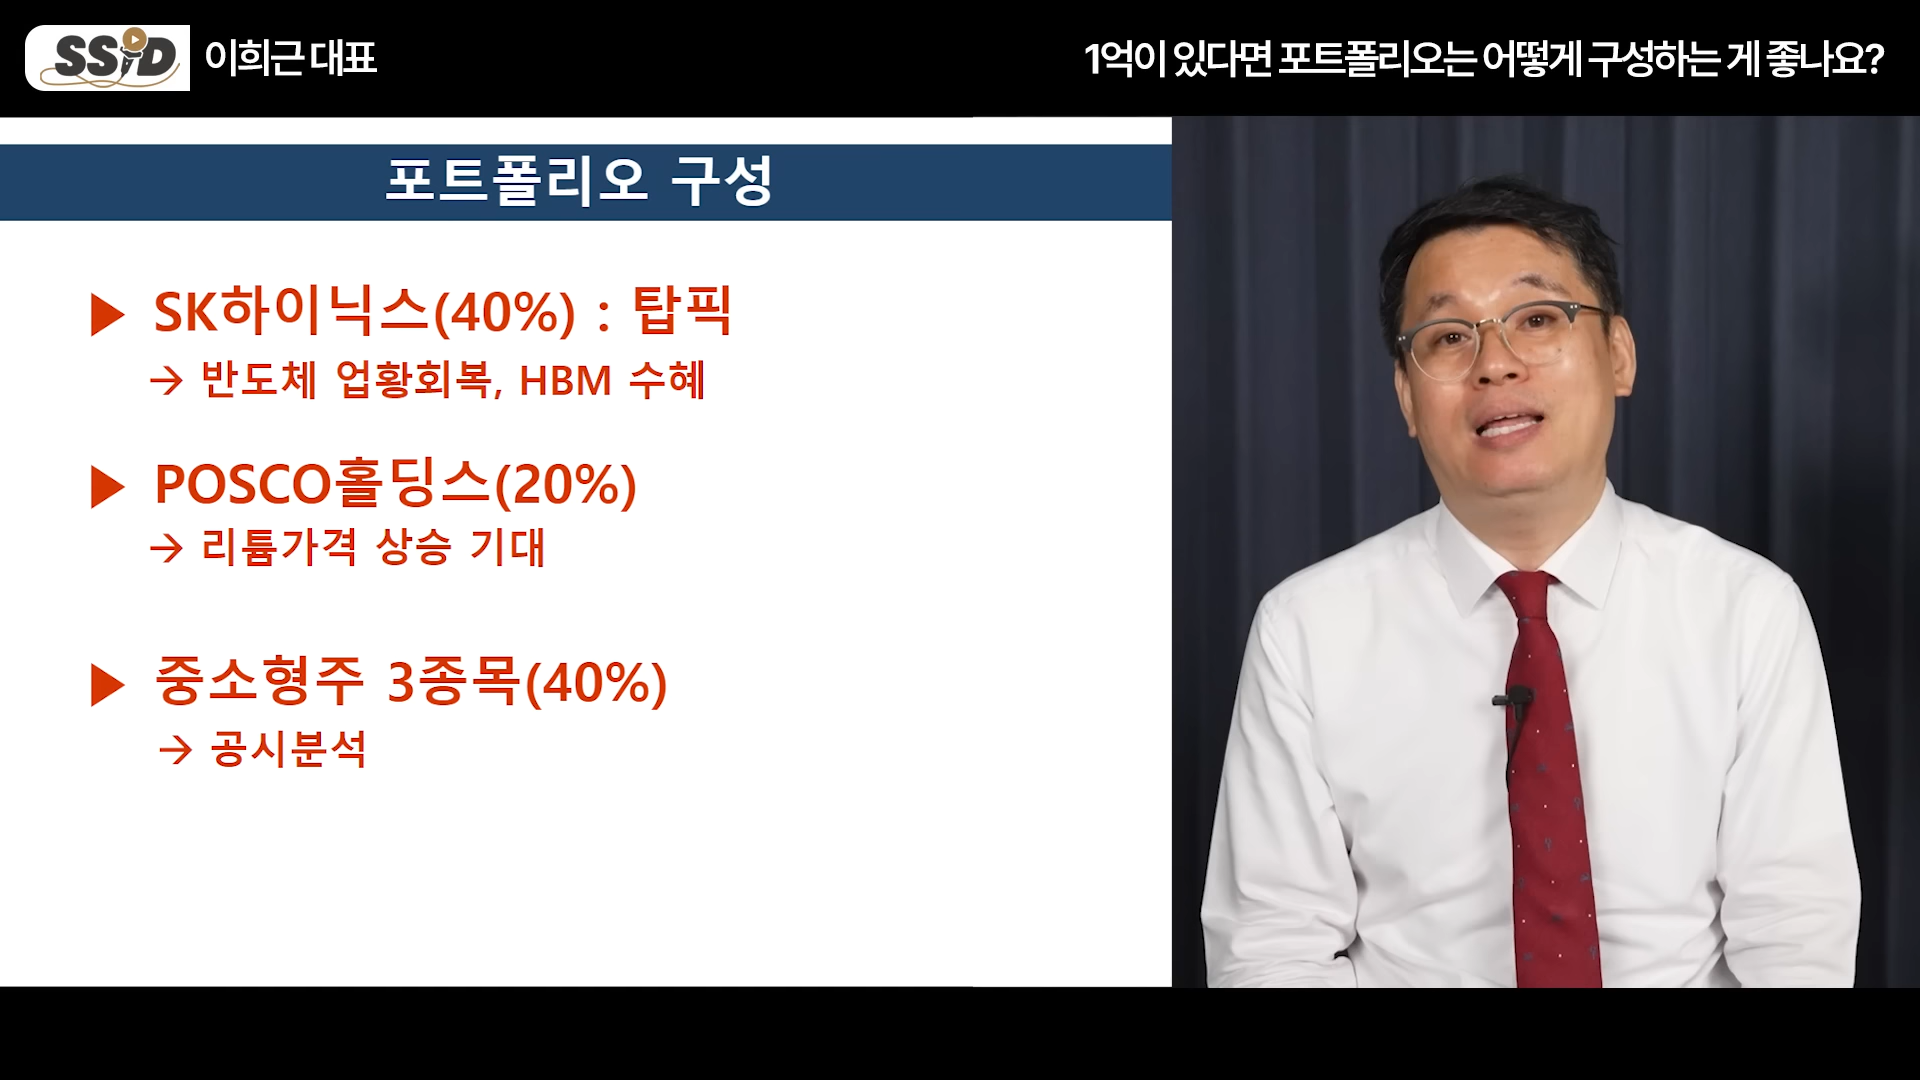 SSiD 이희근 대표
1억이 있다면 포트폴리오는 어떻게 구성하는 게 좋나요?
포트폴리오 구성
▶ SK하이닉스(40%) : 탑픽
→ 반도체 업황회복, HBM 수혜
▶ POSCO홀딩스(20%)
→ 리튬가격 상승 기대
▶ 중소형주 3종목(40%)
→ 공시분석